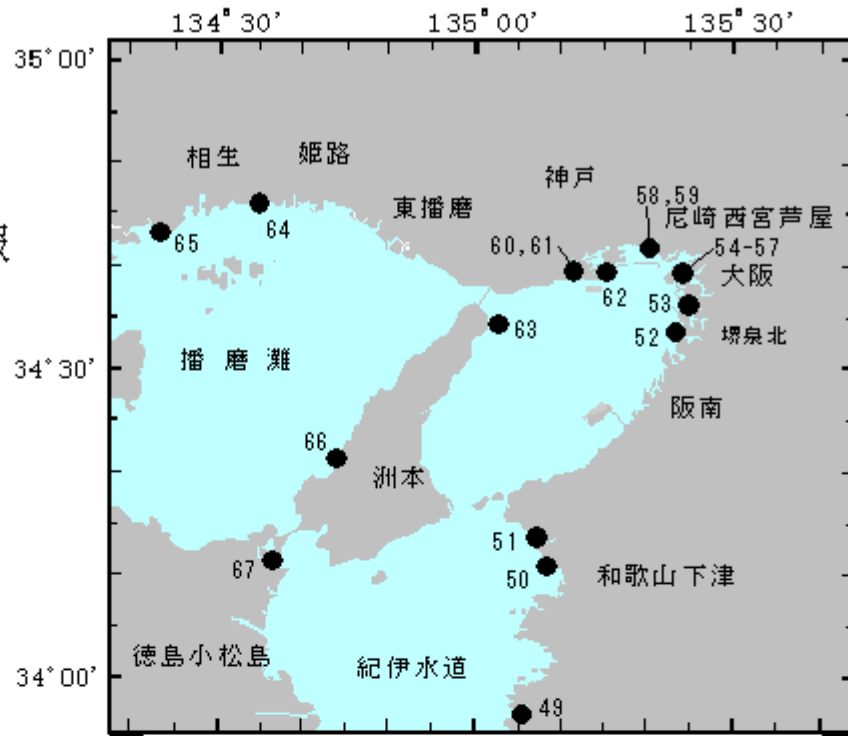 134°30' 135°00' 135°30'
35°00'
相生 姫路
神戸
東播磨
58,59
尼崎西宮芦屋
65
64
60,61
54-57
62
大阪
53
63
52
堺泉北
播磨灘
34°30'
阪南
66
洲本
51
67
50
和歌山下津
徳島小松島
紀伊水道
34°00'
49